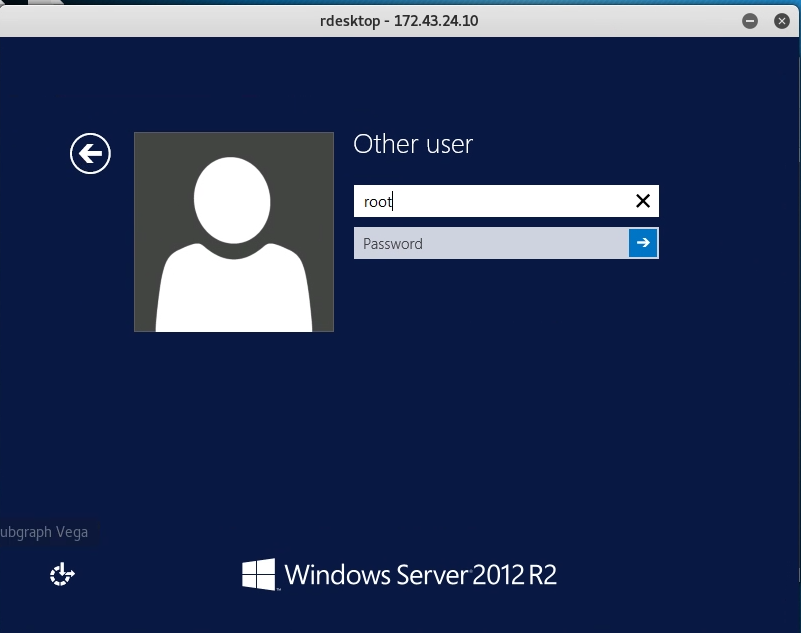 rdesktop - 172.43.24.10
Other user
root
Password
ubgraph Vega
Windows Server 2012 R2